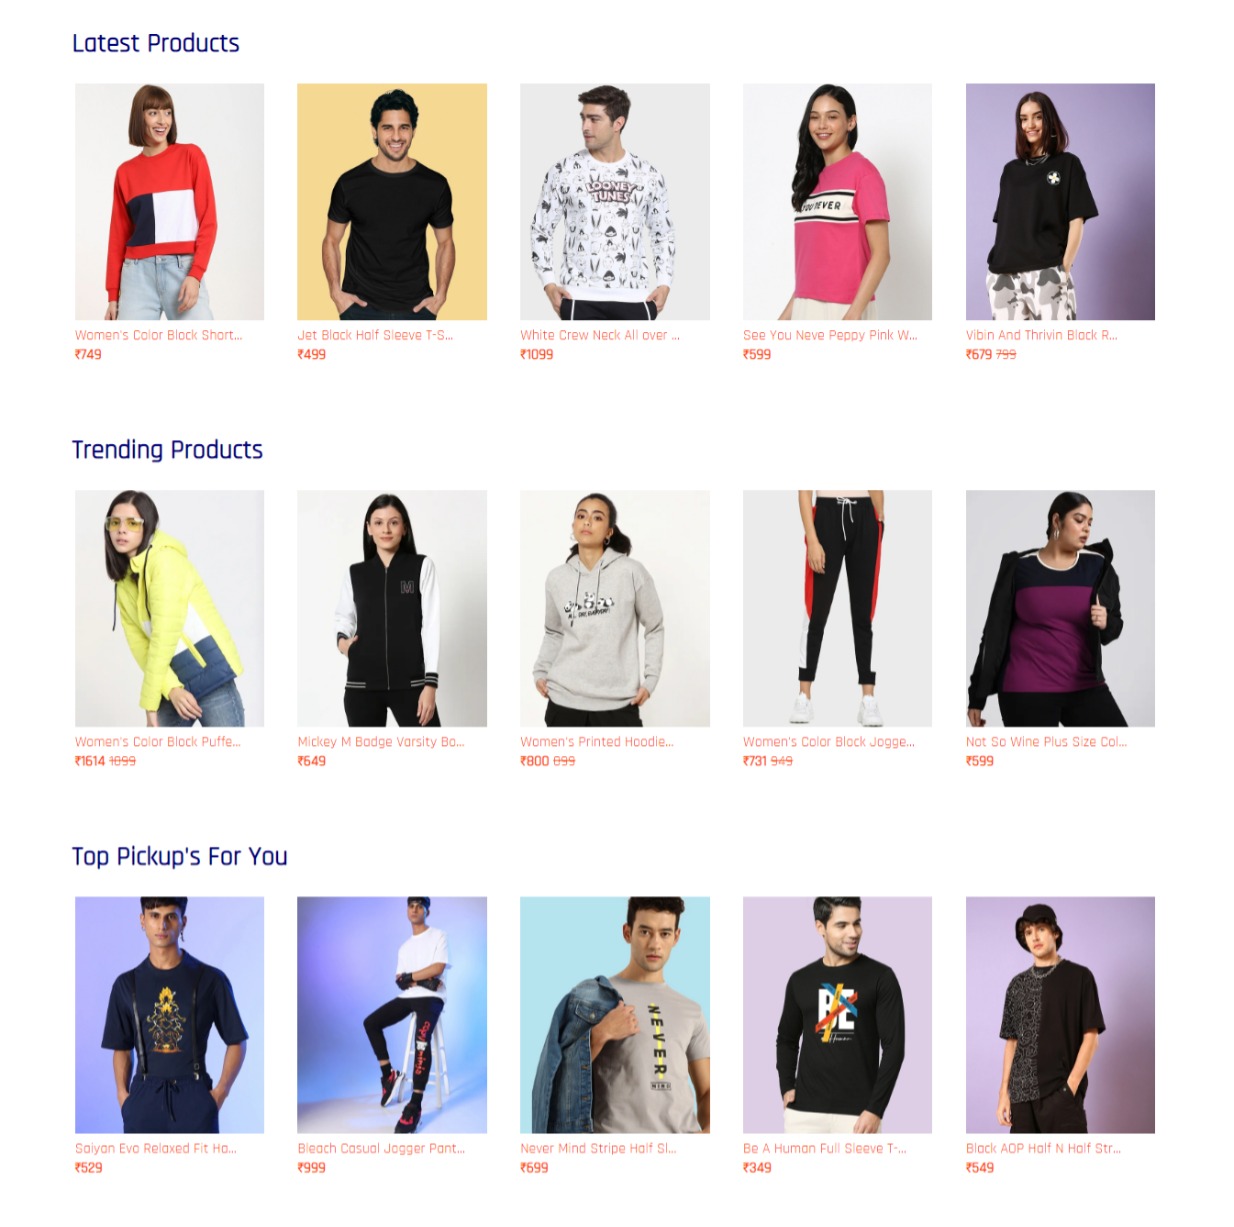 Latest Products
LOONEY
TUNES
YOU NEVER
Women's Color Block Short...
Jet Black Half Sleeve T-S...
White Crew Neck All over ...
See You Neve Peppy Pink W...
Vibin And Thrivin Black R...
₹749
₹499
₹1099
₹599
₹679 799
Trending Products
M
Women's Color Block Puffe...
Mickey M Badge Varsity Bo...
Women's Printed Hoodie...
Women's Color Block Jogge...
Not So Wine Plus Size Col...
₹1614 1899
₹649
₹800 899
₹731 949
₹599
Top Pickup's For You
NEVER
MIND
BE
Human
Saiyan Evo Relaxed Fit Ha...
Bleach Casual Jogger Pant...
Never Mind Stripe Half Sl...
Be A Human Full Sleeve T-...
Black AOP Half N Half Str...
₹529
₹999
₹699
₹349
₹549